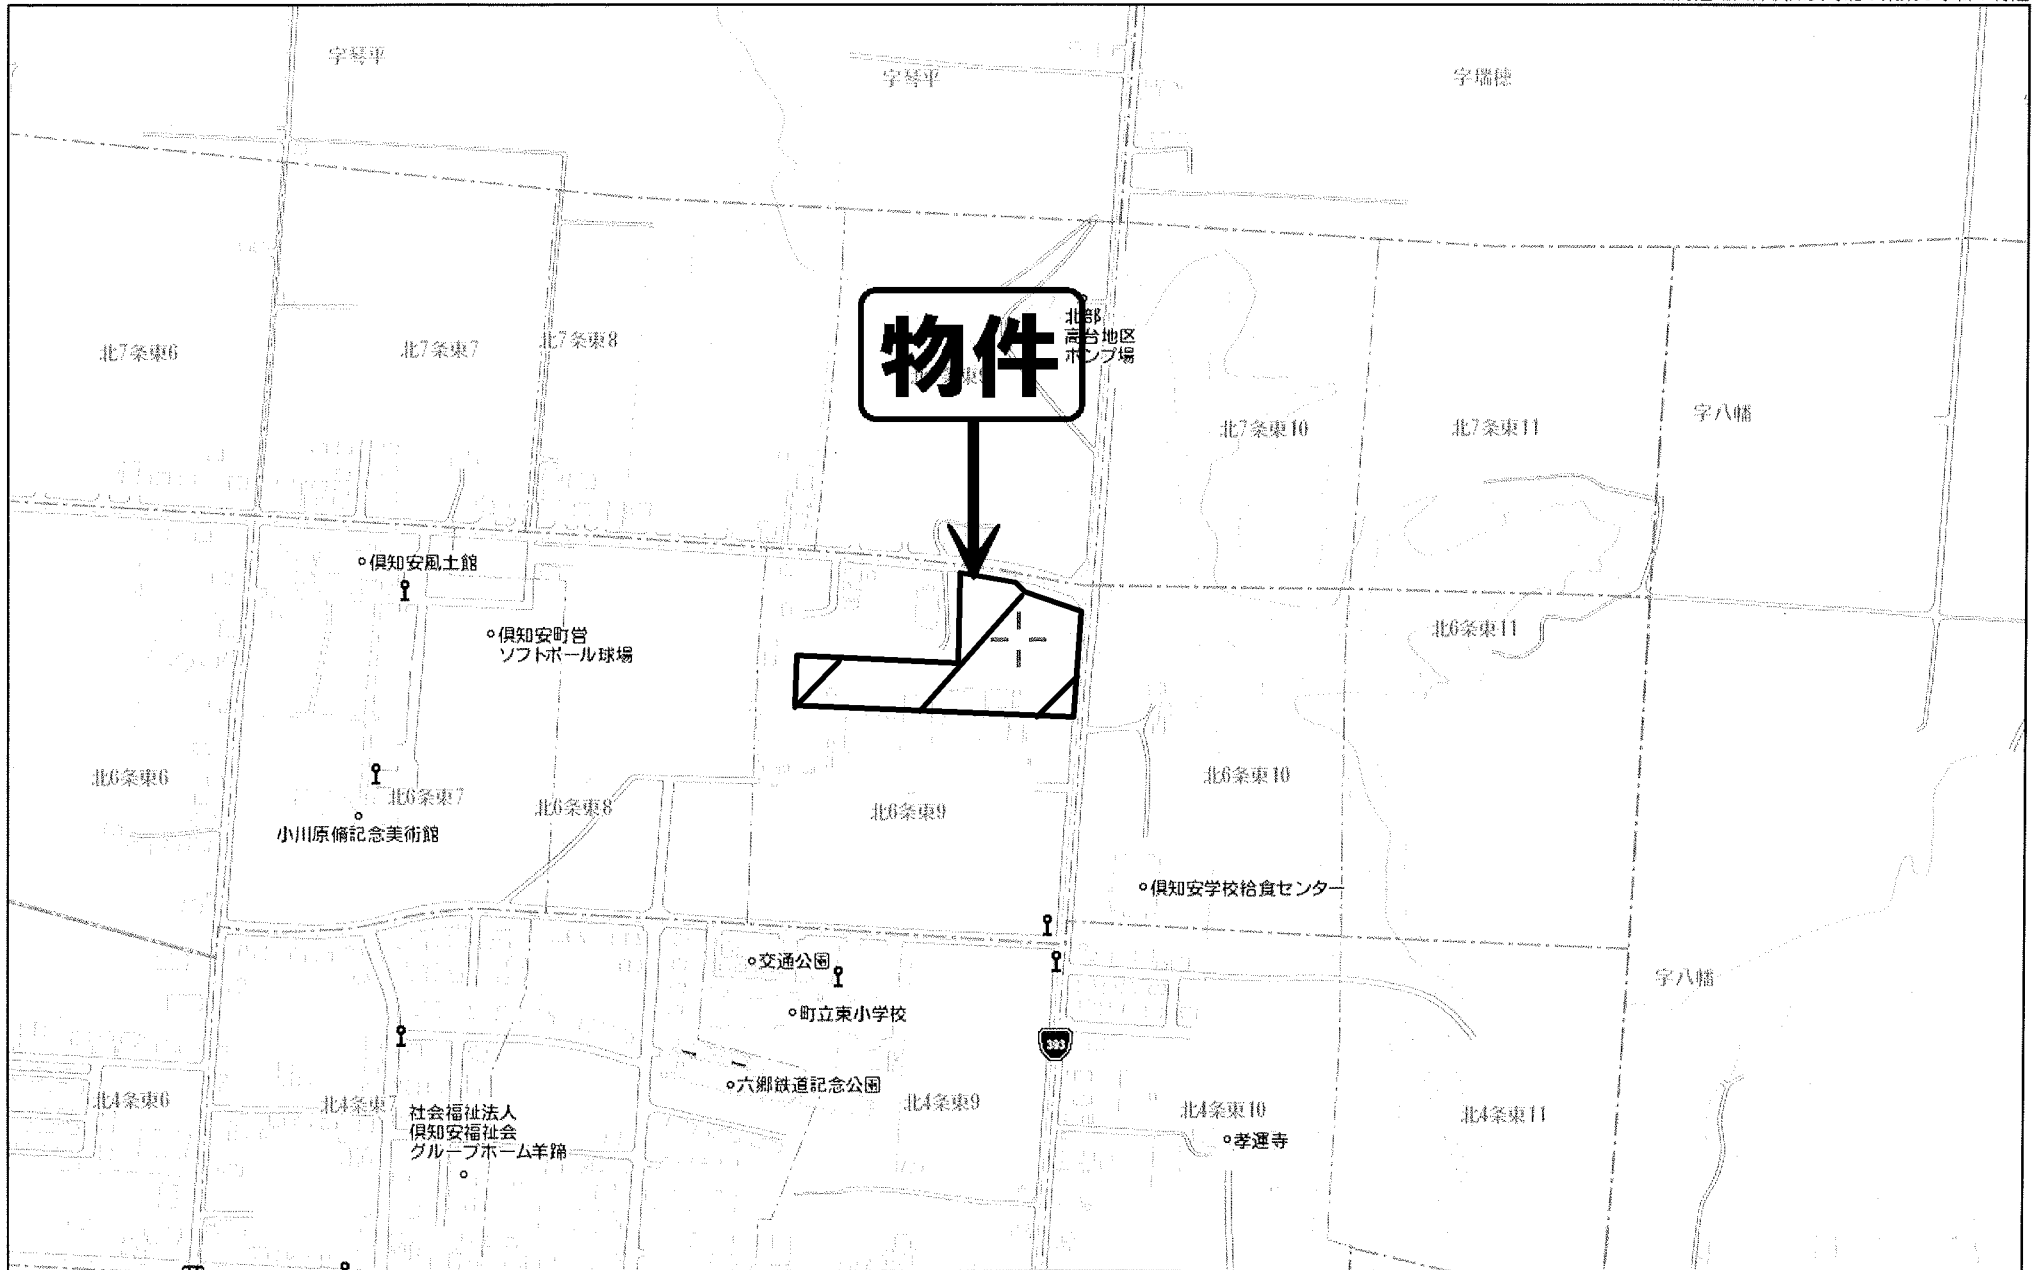 字琴平
字琴平
字瑞穂
物件
北部
高台地区
ポンプ場
北7条東6
北7条東7
北7条東8
北7条東10
北7条東11
字八幡
倶知安風土館
倶知安町営
ソフトボール球場
北6条東11
北6条東6
北6条東7
北6条東8
北6条東9
北6条東10
小川原脩記念美術館
倶知安学校給食センター
交通公園
町立東小学校
字八幡
393
六郷鉄道記念公園
北4条東6
北4条東7
北4条東9
北4条東10
北4条東11
社会福祉法人
倶知安福祉会
グループホーム羊蹄
孝運寺